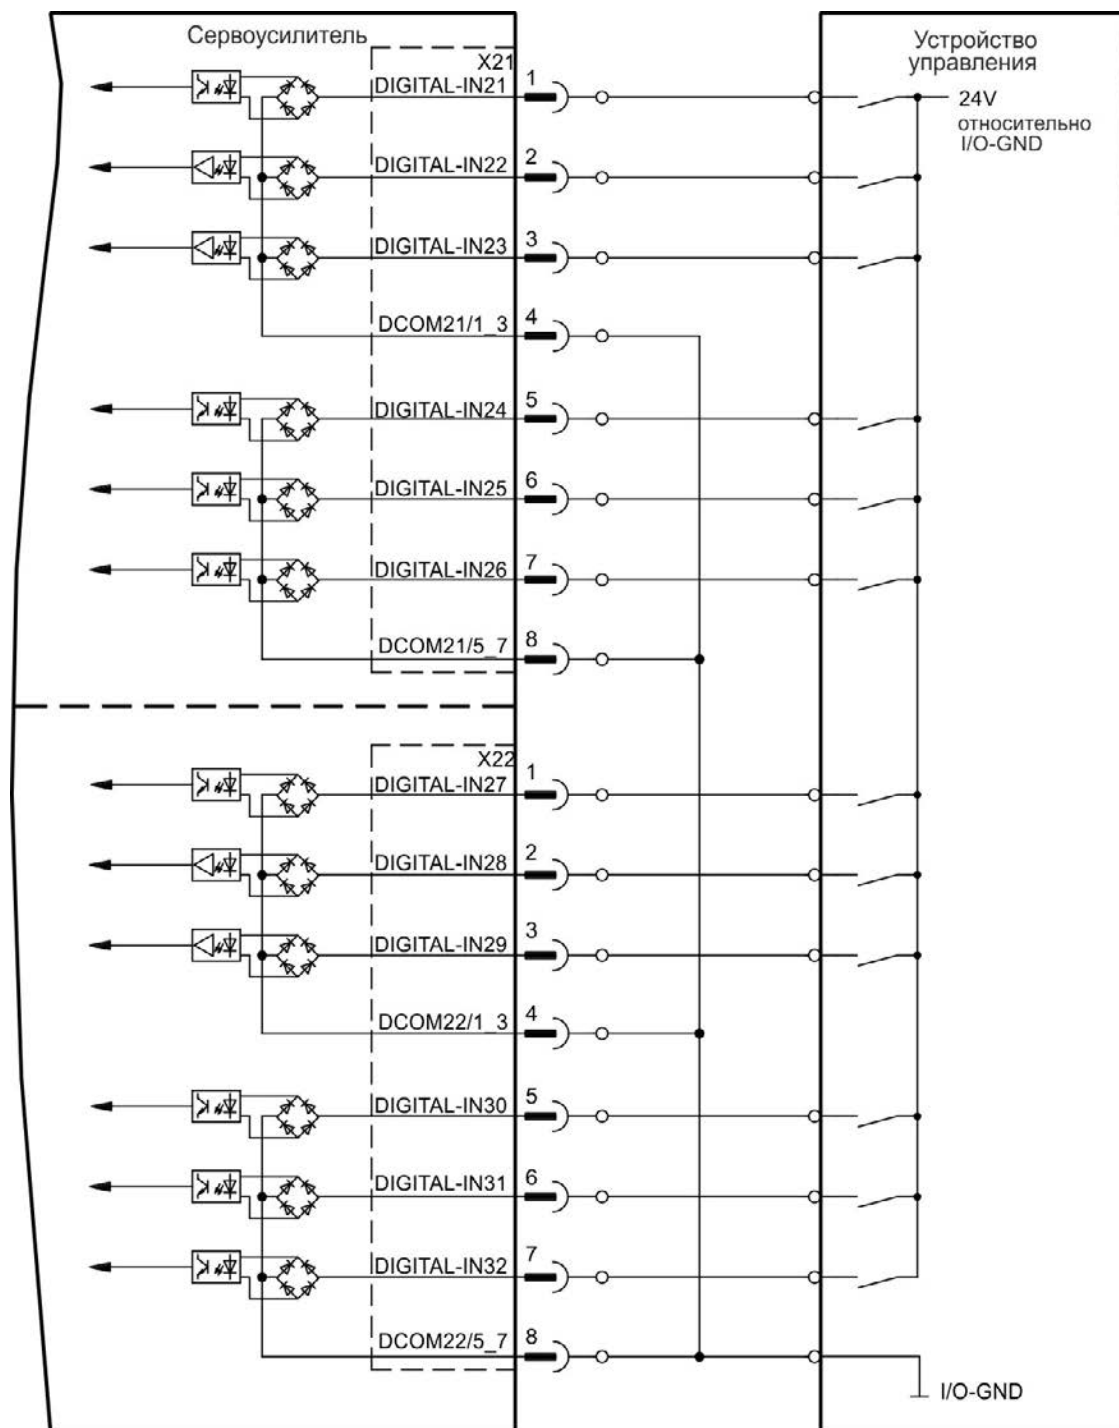 Сервоусилитель
Устройство
управления
X21
DIGITAL-IN21 1
24V
относительно
I/O-GND
DIGITAL-IN22 2
DIGITAL-IN23 3
DCOM21/1_3 4
DIGITAL-IN24 5
DIGITAL-IN25 6
DIGITAL-IN26 7
DCOM21/5_7 8
X22
DIGITAL-IN27 1
DIGITAL-IN28 2
DIGITAL-IN29 3
DCOM22/1_3 4
DIGITAL-IN30 5
DIGITAL-IN31 6
DIGITAL-IN32 7
DCOM22/5_7 8
I/O-GND